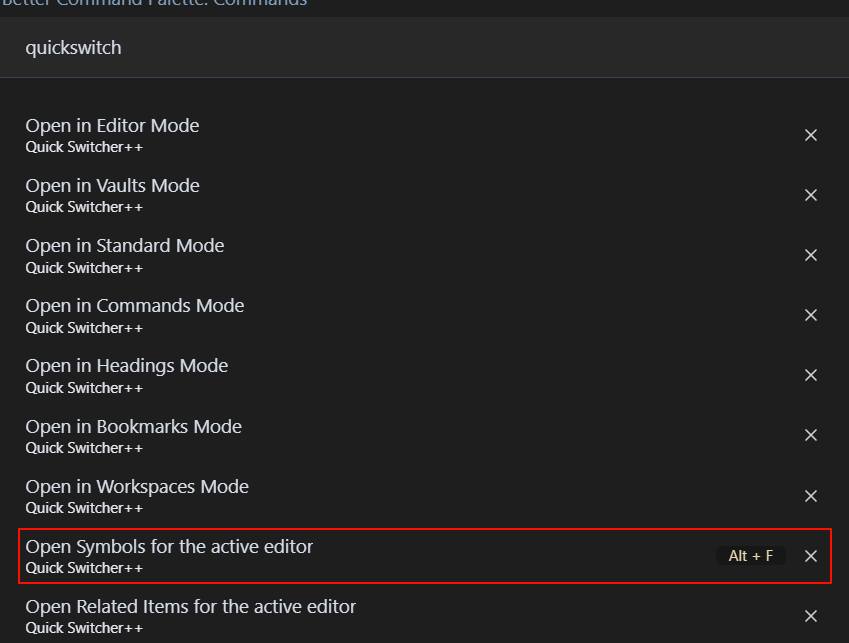 Better Command Palette: Commands
quickswitch
Open in Editor Mode
Quick Switcher++
Open in Vaults Mode
Quick Switcher++
Open in Standard Mode
Quick Switcher++
Open in Commands Mode
Quick Switcher++
Open in Headings Mode
Quick Switcher++
Open in Bookmarks Mode
Quick Switcher++
Open in Workspaces Mode
Quick Switcher++
Open Symbols for the active editor
Alt + F
Quick Switcher++
Open Related Items for the active editor
Quick Switcher++